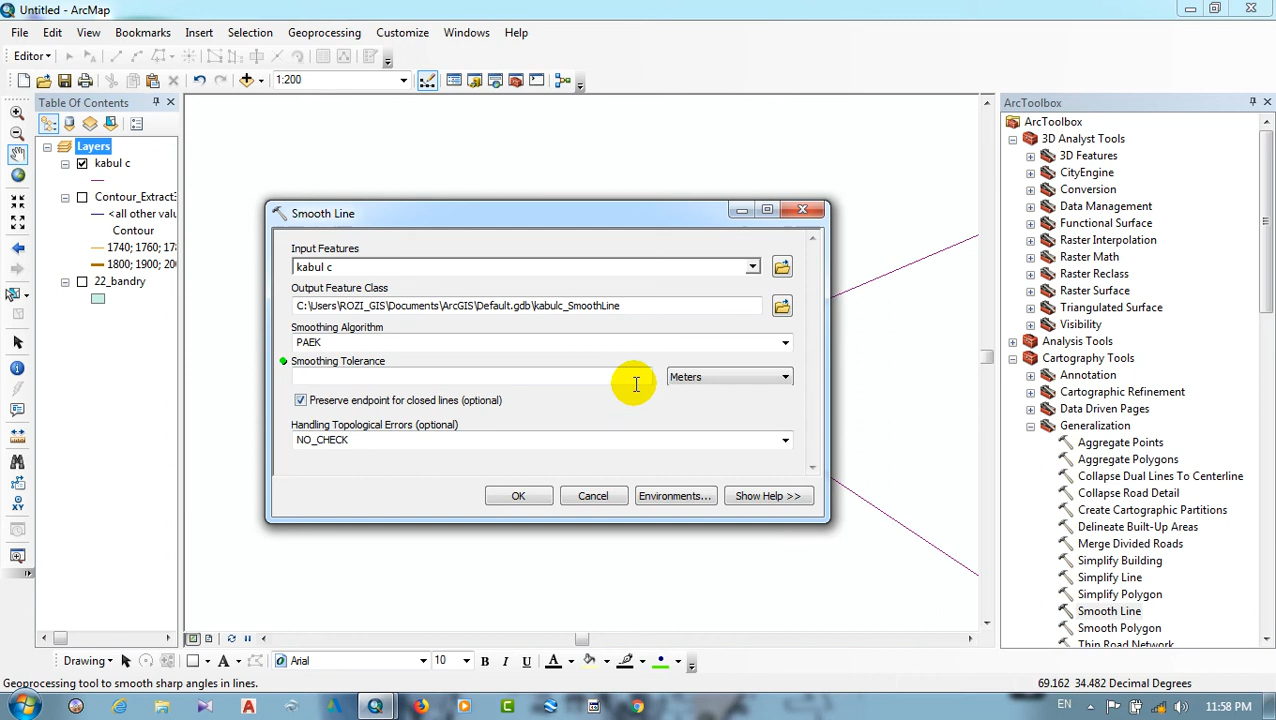 Untitled - ArcMap
File Edit View Bookmarks Insert Selection Geoprocessing Customize Windows Help
Editor
1:200
Table Of Contents
Layers
kabul c
Contour_Extract3
<all other value
Contour
1740; 1760; 178
1800; 1900; 200
22_bandry
Smooth Line
Input Features
kabul c
Output Feature Class
C:\Users\ROZI_GIS\Documents\ArcGIS\Default.gdb\kabulc_SmoothLine
Smoothing Algorithm
PAEK
Smoothing Tolerance
Meters
Preserve endpoint for closed lines (optional)
Handling Topological Errors (optional)
NO_CHECK
OK Cancel Environments... Show Help >>
ArcToolbox
ArcToolbox
3D Analyst Tools
3D Features
CityEngine
Conversion
Data Management
Functional Surface
Raster Interpolation
Raster Math
Raster Reclass
Raster Surface
Triangulated Surface
Visibility
Analysis Tools
Cartography Tools
Annotation
Cartographic Refinement
Data Driven Pages
Generalization
Aggregate Points
Aggregate Polygons
Collapse Dual Lines To Centerline
Collapse Road Detail
Create Cartographic Partitions
Delineate Built-Up Areas
Merge Divided Roads
Simplify Building
Simplify Line
Simplify Polygon
Smooth Line
Smooth Polygon
Thin Road Network
Drawing A Arial 10 B I U A
Geoprocessing tool to smooth sharp angles in lines.
69.162 34.482 Decimal Degrees
EN 11:58 PM